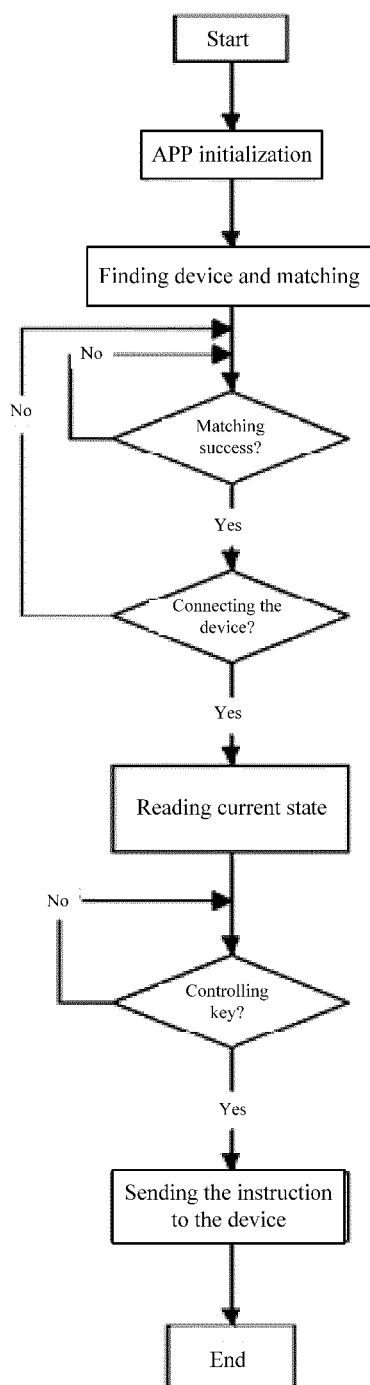 Start
APP initialization
Finding device and matching
No
No
Matching
success?
Yes
Connecting the
device?
Yes
Reading current state
No
Controlling
key?
Yes
Sending the instruction
to the device
End